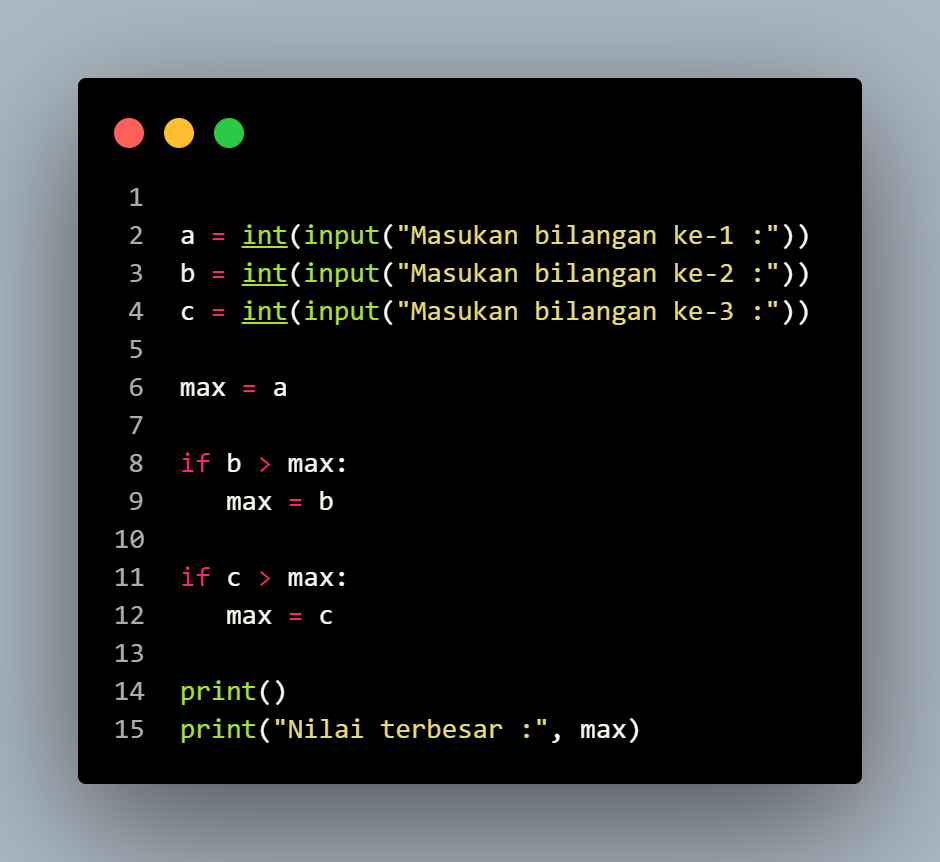 1
2 a = int(input("Masukan bilangan ke-1 :"))
3 b = int(input("Masukan bilangan ke-2 :"))
4 c = int(input("Masukan bilangan ke-3 :"))
5
6 max = a
7
8 if b > max:
9    max = b
10
11 if c > max:
12    max = c
13
14 print()
15 print("Nilai terbesar :", max)